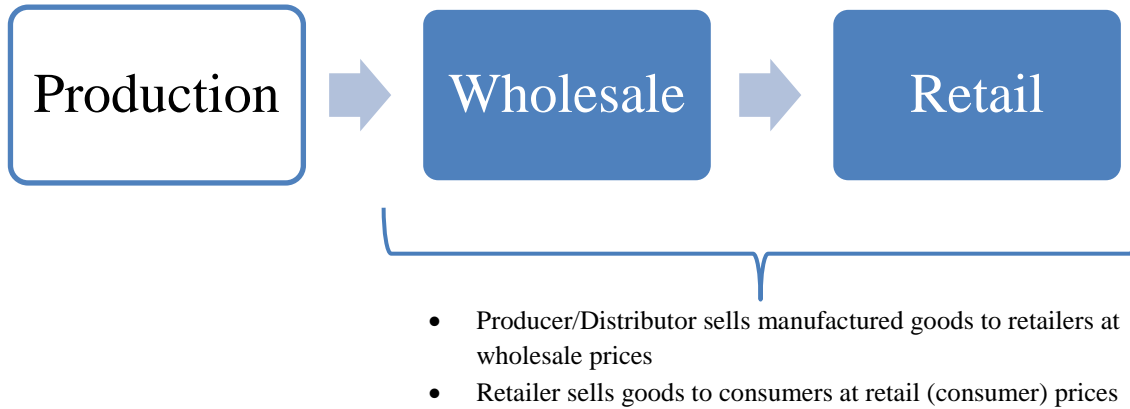 Production
Wholesale
Retail
• Producer/Distributor sells manufactured goods to retailers at
wholesale prices
• Retailer sells goods to consumers at retail (consumer) prices